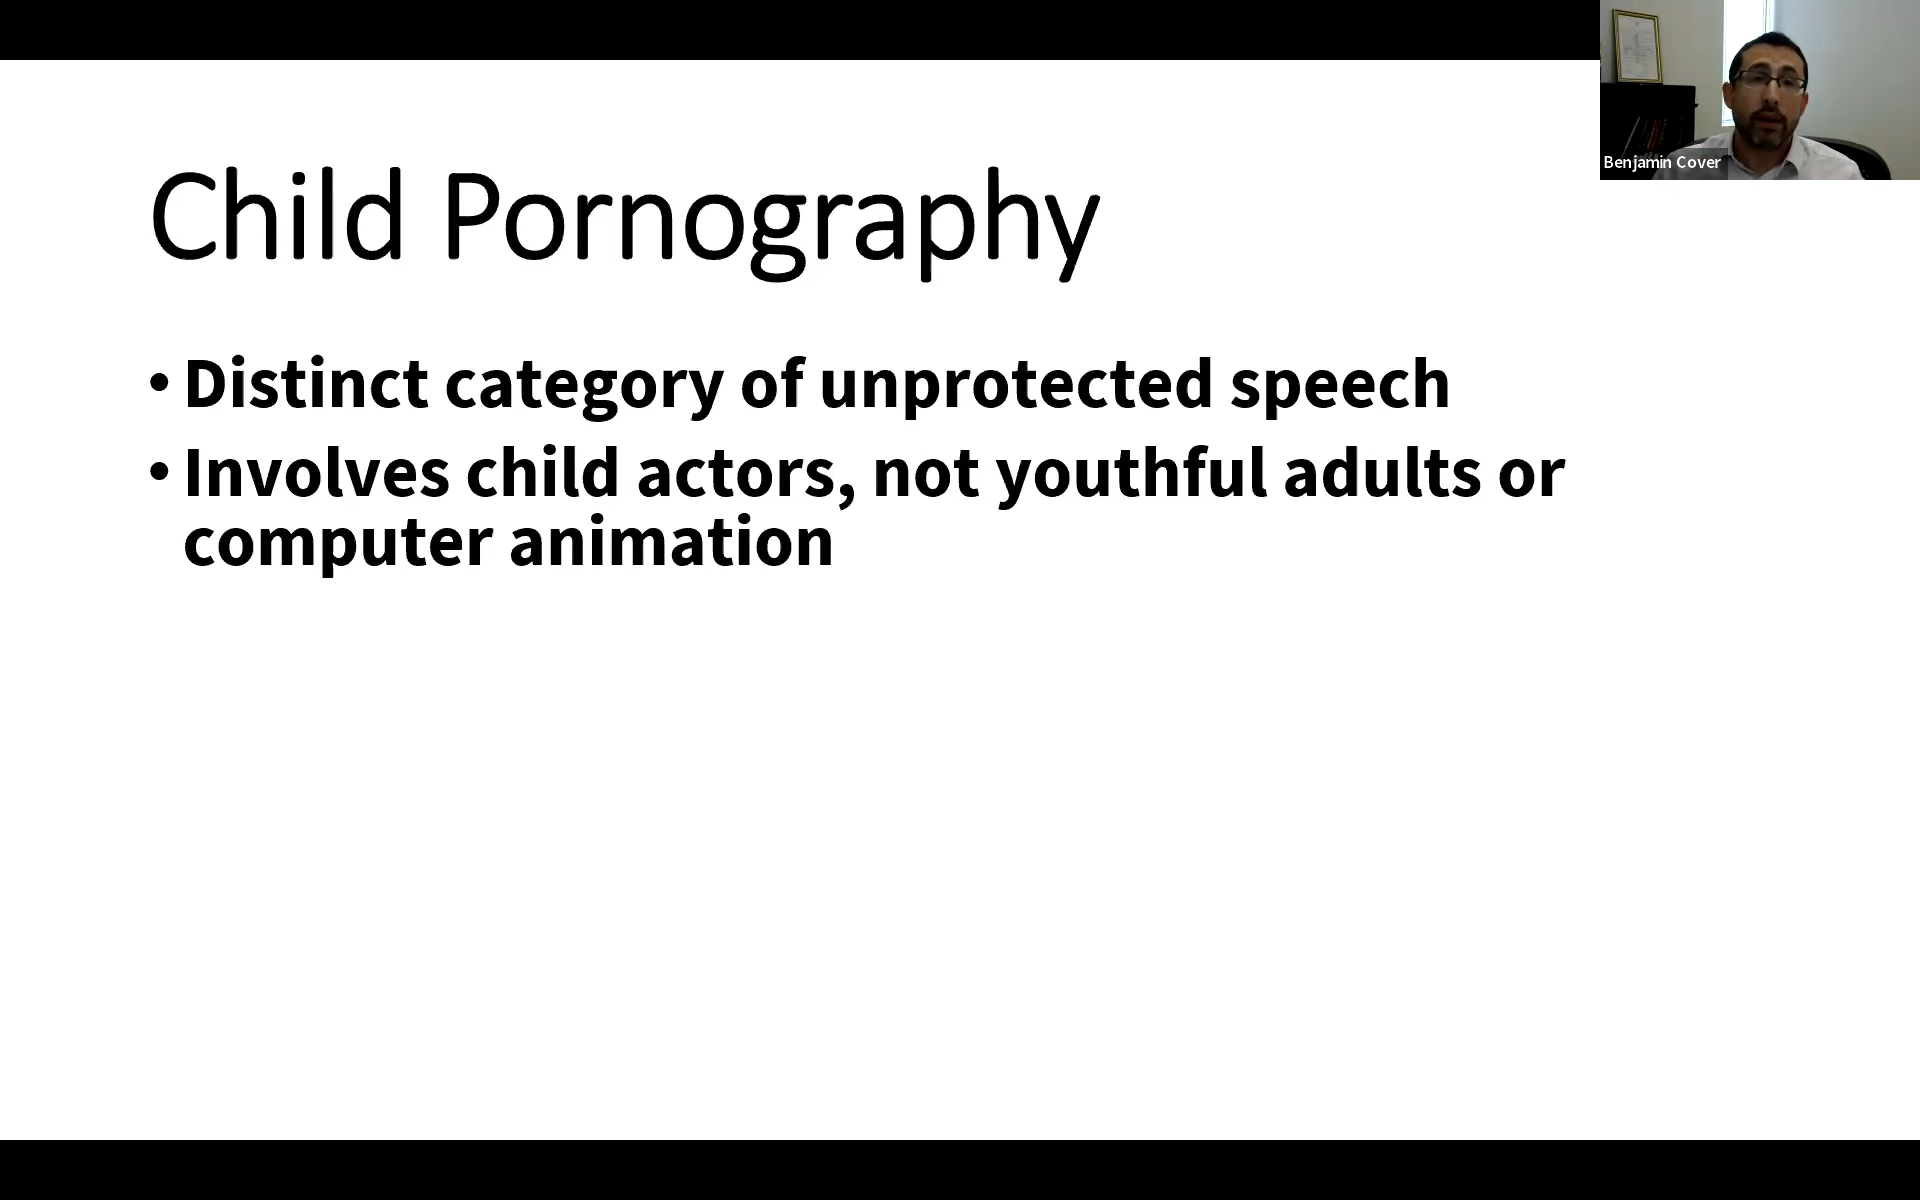 Benjamin Cover
Child Pornography
• Distinct category of unprotected speech
• Involves child actors, not youthful adults or
computer animation